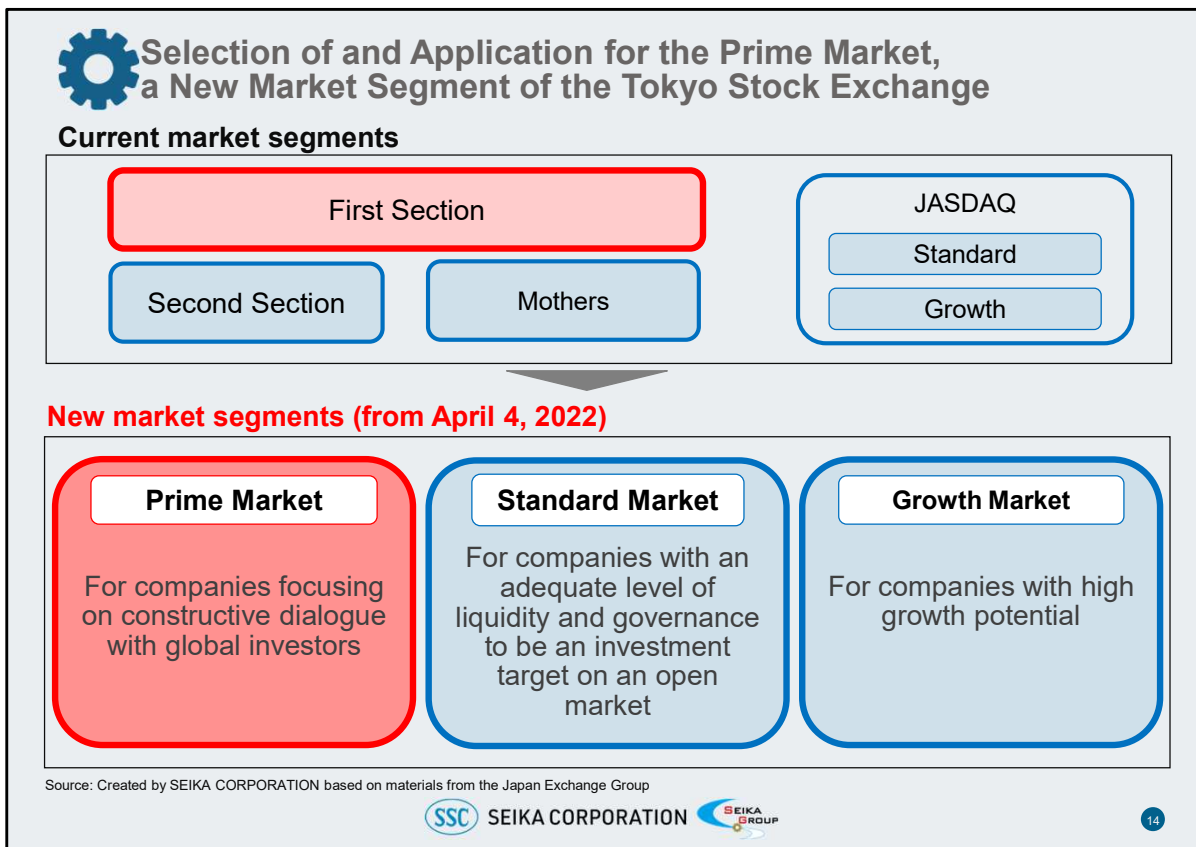 Selection of and Application for the Prime Market,
a New Market Segment of the Tokyo Stock Exchange
Current market segments
First Section
Second Section
Mothers
JASDAQ
Standard
Growth
New market segments (from April 4, 2022)
Prime Market
For companies focusing
on constructive dialogue
with global investors
Standard Market
For companies with an
adequate level of
liquidity and governance
to be an investment
target on an open
market
Growth Market
For companies with high
growth potential
Source: Created by SEIKA CORPORATION based on materials from the Japan Exchange Group
SSC SEIKA CORPORATION
SEIKA
GROUP
14